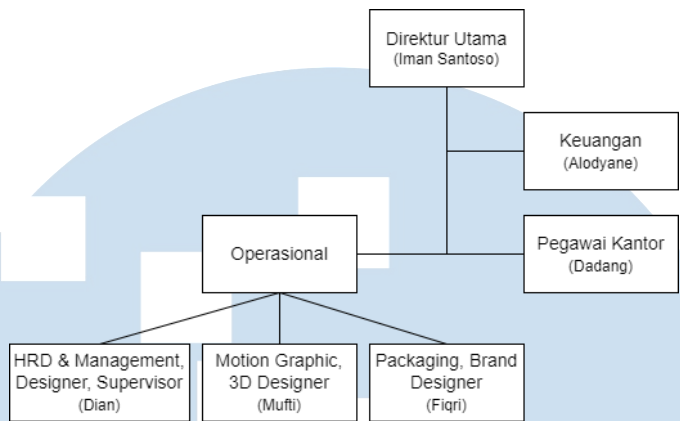 Direktur Utama
(Iman Santoso)
Keuangan
(Alodyane)
Operasional
Pegawai Kantor
(Dadang)
HRD & Management,
Designer, Supervisor
(Dian)
Motion Graphic,
3D Designer
(Mufti)
Packaging, Brand
Designer
(Fiqri)